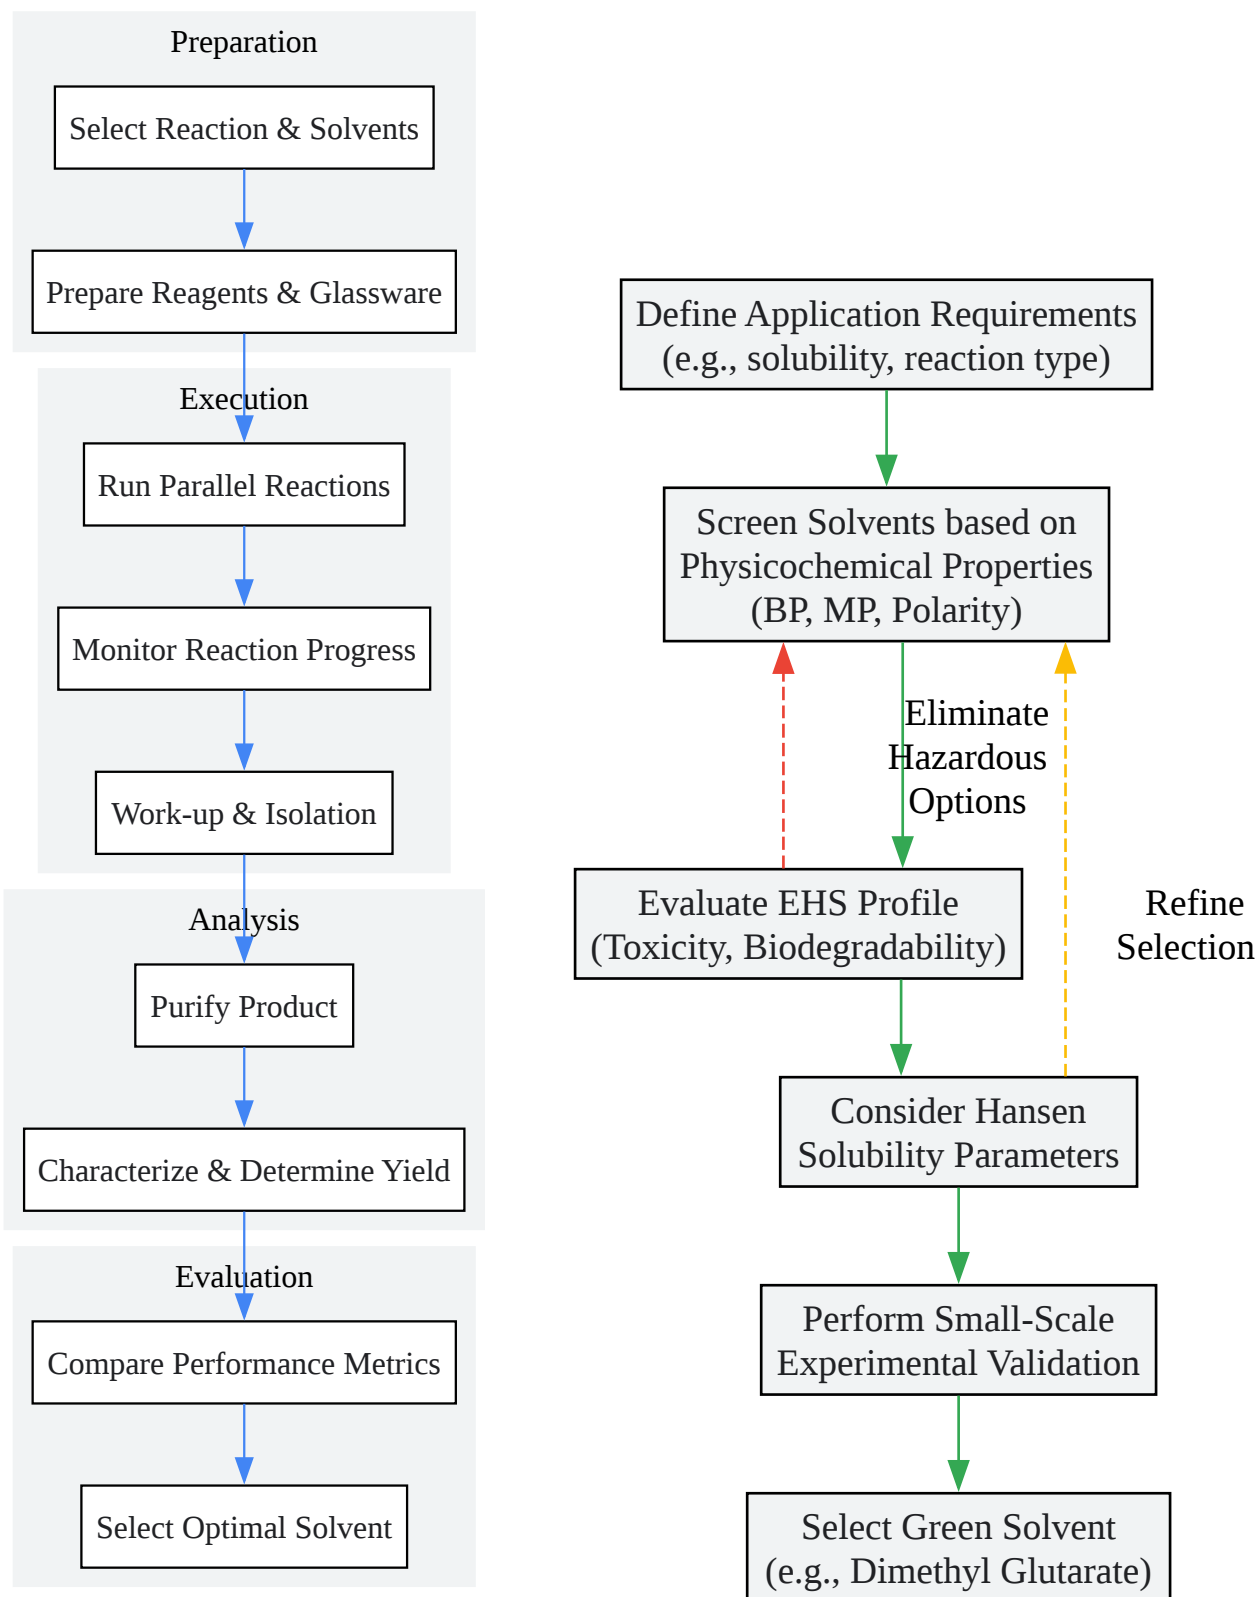 Preparation
Select Reaction & Solvents
Prepare Reagents & Glassware
Execution
Run Parallel Reactions
Monitor Reaction Progress
Work-up & Isolation
Analysis
Purify Product
Characterize & Determine Yield
Evaluation
Compare Performance Metrics
Select Optimal Solvent
Define Application Requirements
(e.g., solubility, reaction type)
Screen Solvents based on
Physicochemical Properties
(BP, MP, Polarity)
Eliminate
Hazardous
Options
Evaluate EHS Profile
(Toxicity, Biodegradability)
Refine
Selection
Consider Hansen
Solubility Parameters
Perform Small-Scale
Experimental Validation
Select Green Solvent
(e.g., Dimethyl Glutarate)